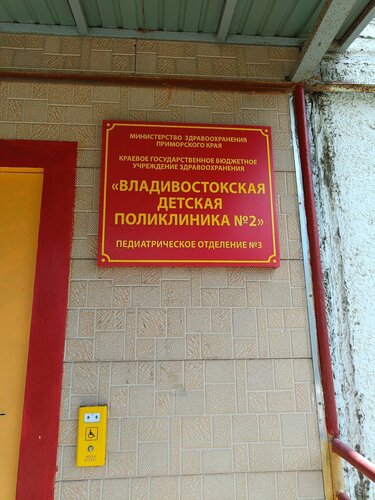 МИНИСТЕРСТВО ЗДРАВООХРАНЕНИЯ
ПРИМОРСКОГО КРАЯ
КРАЕВОЕ ГОСУДАРСТВЕННОЕ БЮДЖЕТНОЕ
УЧРЕЖДЕНИЕ ЗДРАВООХРАНЕНИЯ
«ВЛАДИВОСТОКСКАЯ
ДЕТСКАЯ
ПОЛИКЛИНИКА №2»
ПЕДИАТРИЧЕСКОЕ ОТДЕЛЕНИЕ №3